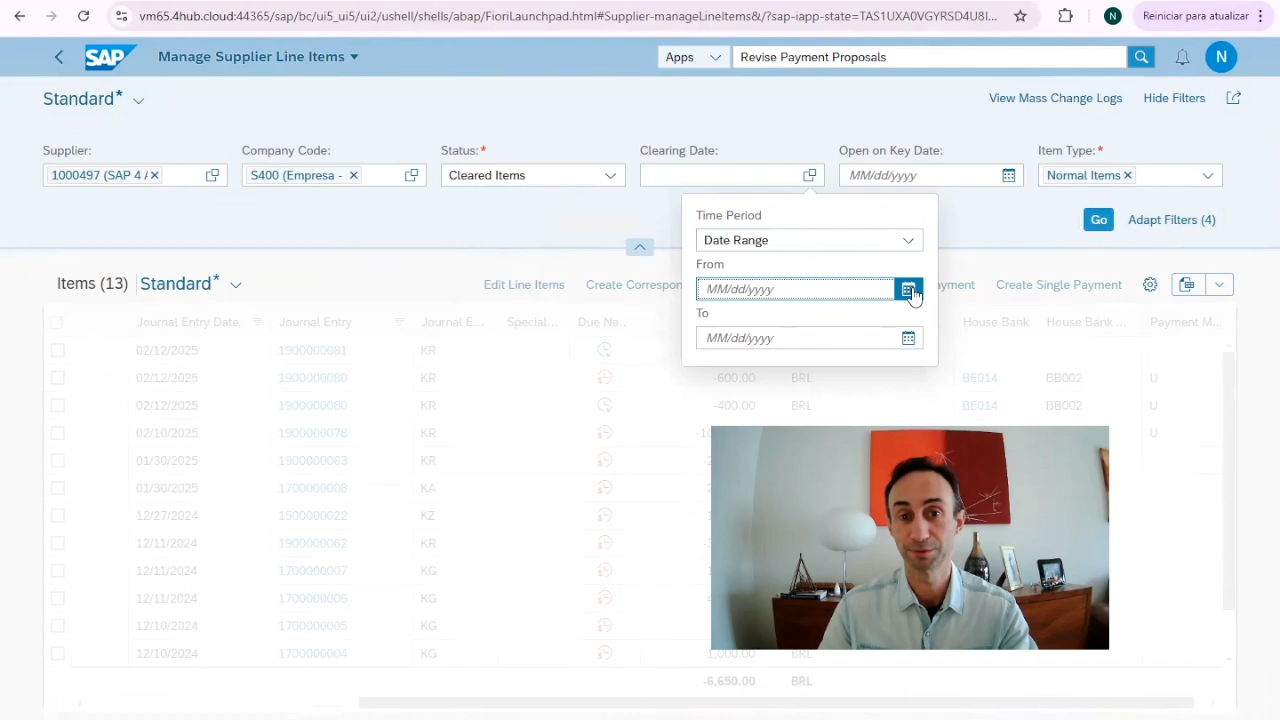 vm65.4hub.cloud:44365/sap/bc/ui5_ui5/ui2/ushell/shells/abap/FioriLaunchpad.html#Supplier-manageLineItems&/?sap-iapp-state=TAS1UXA0VGYRSD4U8I... N Reiniciar para atualizar
SAP Manage Supplier Line Items Apps Revise Payment Proposals N
Standard* View Mass Change Logs Hide Filters
Supplier: Company Code: Status:* Clearing Date: Open on Key Date: Item Type:*
1000497 (SAP 4 / S400 (Empresa - Cleared Items MM/dd/yyyy Normal Items
Time Period
Go Adapt Filters (4)
Date Range
From
Items (13) Standard* Edit Line Items Create Correspon MM/dd/yyyy ayment Create Single Payment
To
Journal Entry Date Journal Entry Journal E... Special... Due Ne... House Bank House Bank ... Payment M...
MM/dd/yyyy
02/12/2025 1900000081 KR
02/12/2025 1900000080 KR -600.00 BRL BE014 BB002 U
02/12/2025 1900000080 KR -400.00 BRL BE014 BB002 U
02/10/2025 1900000078 KR -10 U
01/30/2025 1900000063 KR -2
01/30/2025 1700000008 KA
12/27/2024 1500000022 KZ
12/11/2024 1900000062 KR -3
12/11/2024 1700000007 KG
12/11/2024 1700000006 KG
12/10/2024 1700000005 KG
12/10/2024 1700000004 KG 1,000.00 BRL
-6,650.00 BRL